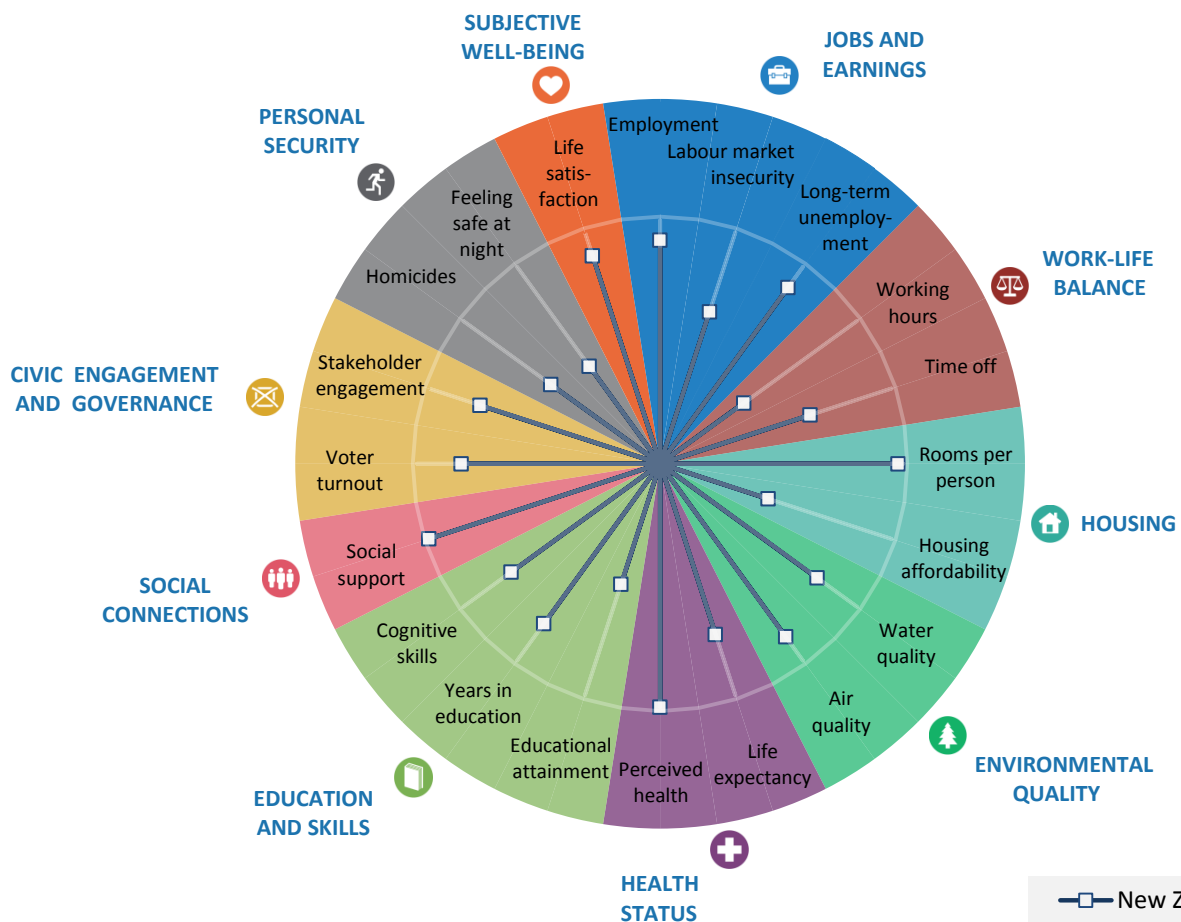 SUBJECTIVE
WELL-BEING
JOBS AND
EARNINGS
PERSONAL
SECURITY
WORK-LIFE
BALANCE
CIVIC ENGAGEMENT
AND GOVERNANCE
HOUSING
SOCIAL
CONNECTIONS
ENVIRONMENTAL
QUALITY
EDUCATION
AND SKILLS
HEALTH
STATUS
Employment
Labour market
insecurity
Long-term
unemploy-
ment
Working
hours
Time off
Rooms per
person
Housing
affordability
Water
quality
Air
quality
Life
expectancy
Perceived
health
Educational
attainment
Years in
education
Cognitive
skills
Social
support
Voter
turnout
Stakeholder
engagement
Homicides
Feeling
safe at
night
Life
satis-
faction
New Z